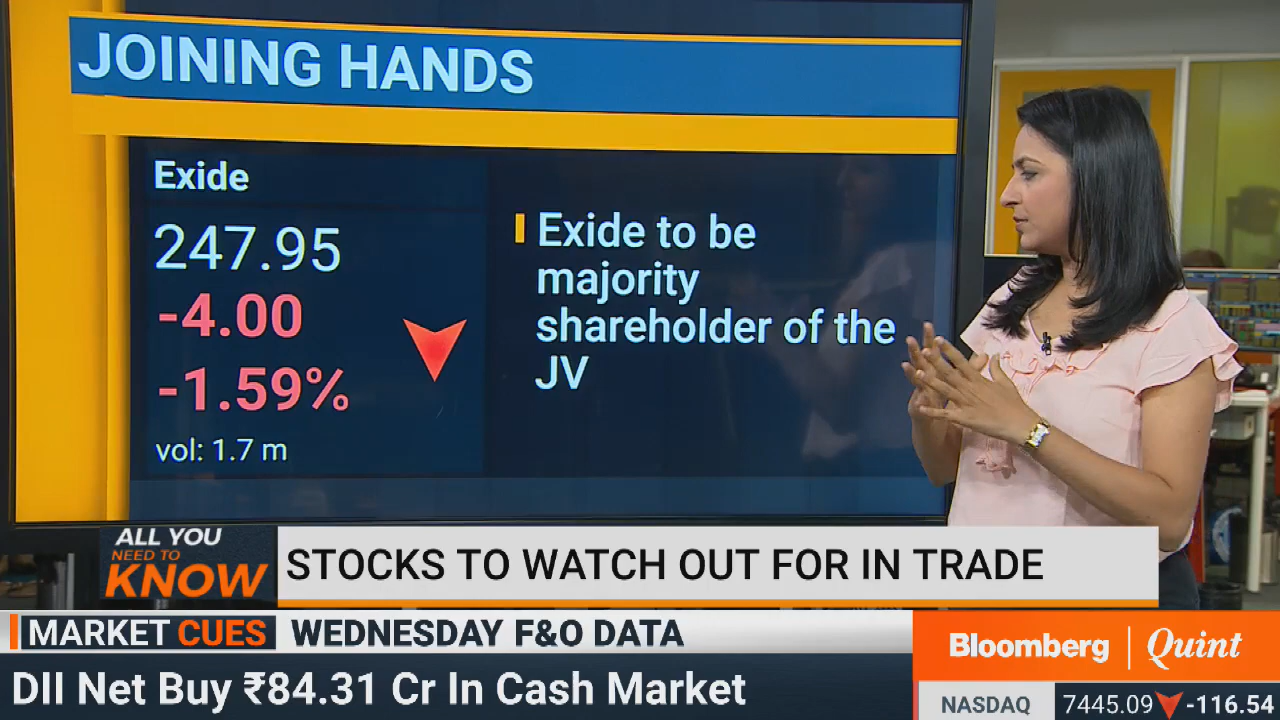 JOINING HANDS
Exide
247.95
-4.00
-1.59%
vol: 1.7 m
Exide to be
majority
shareholder of the
JV
ALL YOU
NEED TO
KNOW
STOCKS TO WATCH OUT FOR IN TRADE
MARKET CUES WEDNESDAY F&O DATA
DII Net Buy ₹84.31 Cr In Cash Market
Bloomberg | Quint
NASDAQ 7445.09 -116.54